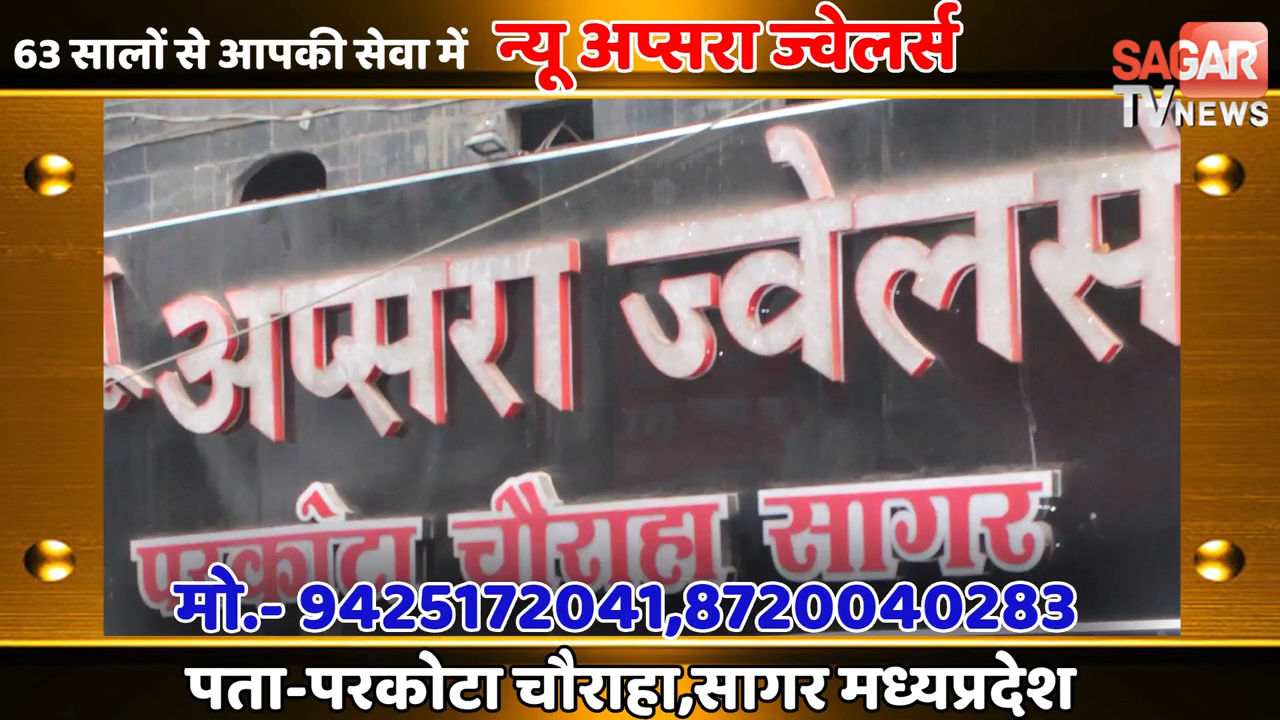 63 सालों से आपकी सेवा में न्यू अप्सरा ज्वेलर्स
SAGAR
TV NEWS
अप्सरा ज्वेलर्स
परकोटा चौराहा सागर
मो.- 9425172041,8720040283
पता-परकोटा चौराहा,सागर मध्यप्रदेश